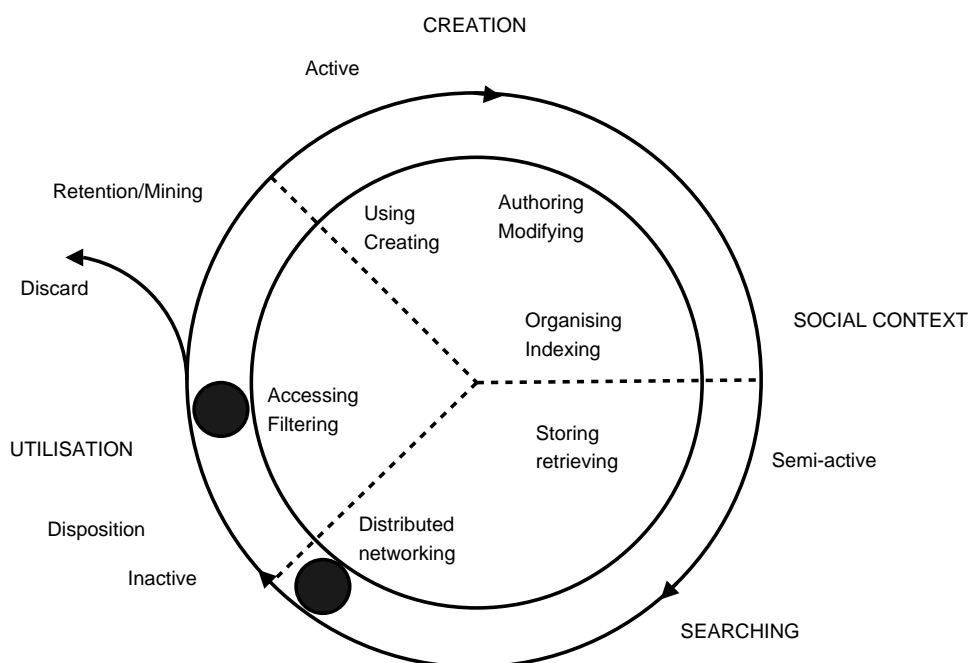 CREATION
Active
Retention/Mining
Using
Creating
Authoring
Modifying
Discard
Organising
Indexing
SOCIAL CONTEXT
Accessing
Filtering
UTILISATION
Storing
retrieving
Semi-active
Disposition
Distributed
networking
Inactive
SEARCHING